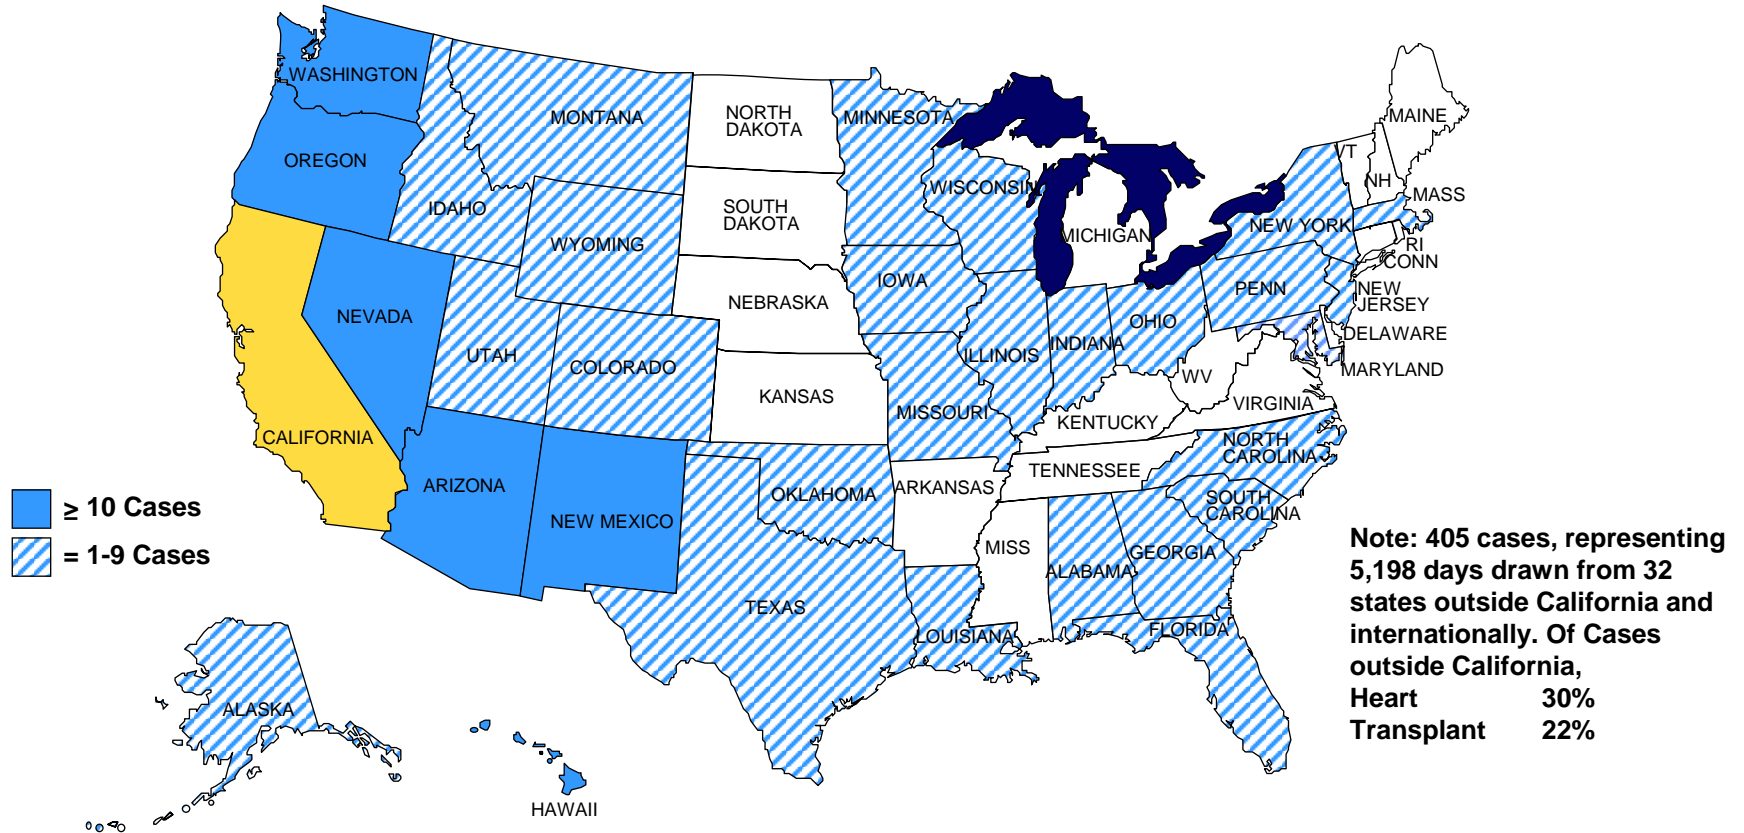 WASHINGTON
MONTANA
NORTH
DAKOTA
MINNESOTA
MAINE
OREGON
VT
NH
IDAHO
SOUTH
DAKOTA
WISCONSIN
MASS
WYOMING
MICHIGAN
NEW YORK
RI
CONN
IOWA
NEBRASKA
PENN
NEW
JERSEY
NEVADA
OHIO
DELAWARE
UTAH
COLORADO
ILLINOIS
INDIANA
MARYLAND
WV
KANSAS
VIRGINIA
MISSOURI
KENTUCKY
CALIFORNIA
NORTH
CAROLINA
TENNESSEE
ARIZONA
OKLAHOMA
ARKANSAS
SOUTH
CAROLINA
NEW MEXICO
MISS
GEORGIA
ALABAMA
TEXAS
LOUISIANA
FLORIDA
ALASKA
HAWAII
≥ 10 Cases
= 1-9 Cases
Note: 405 cases, representing
5,198 days drawn from 32
states outside California and
internationally. Of Cases
outside California,
Heart 30%
Transplant 22%